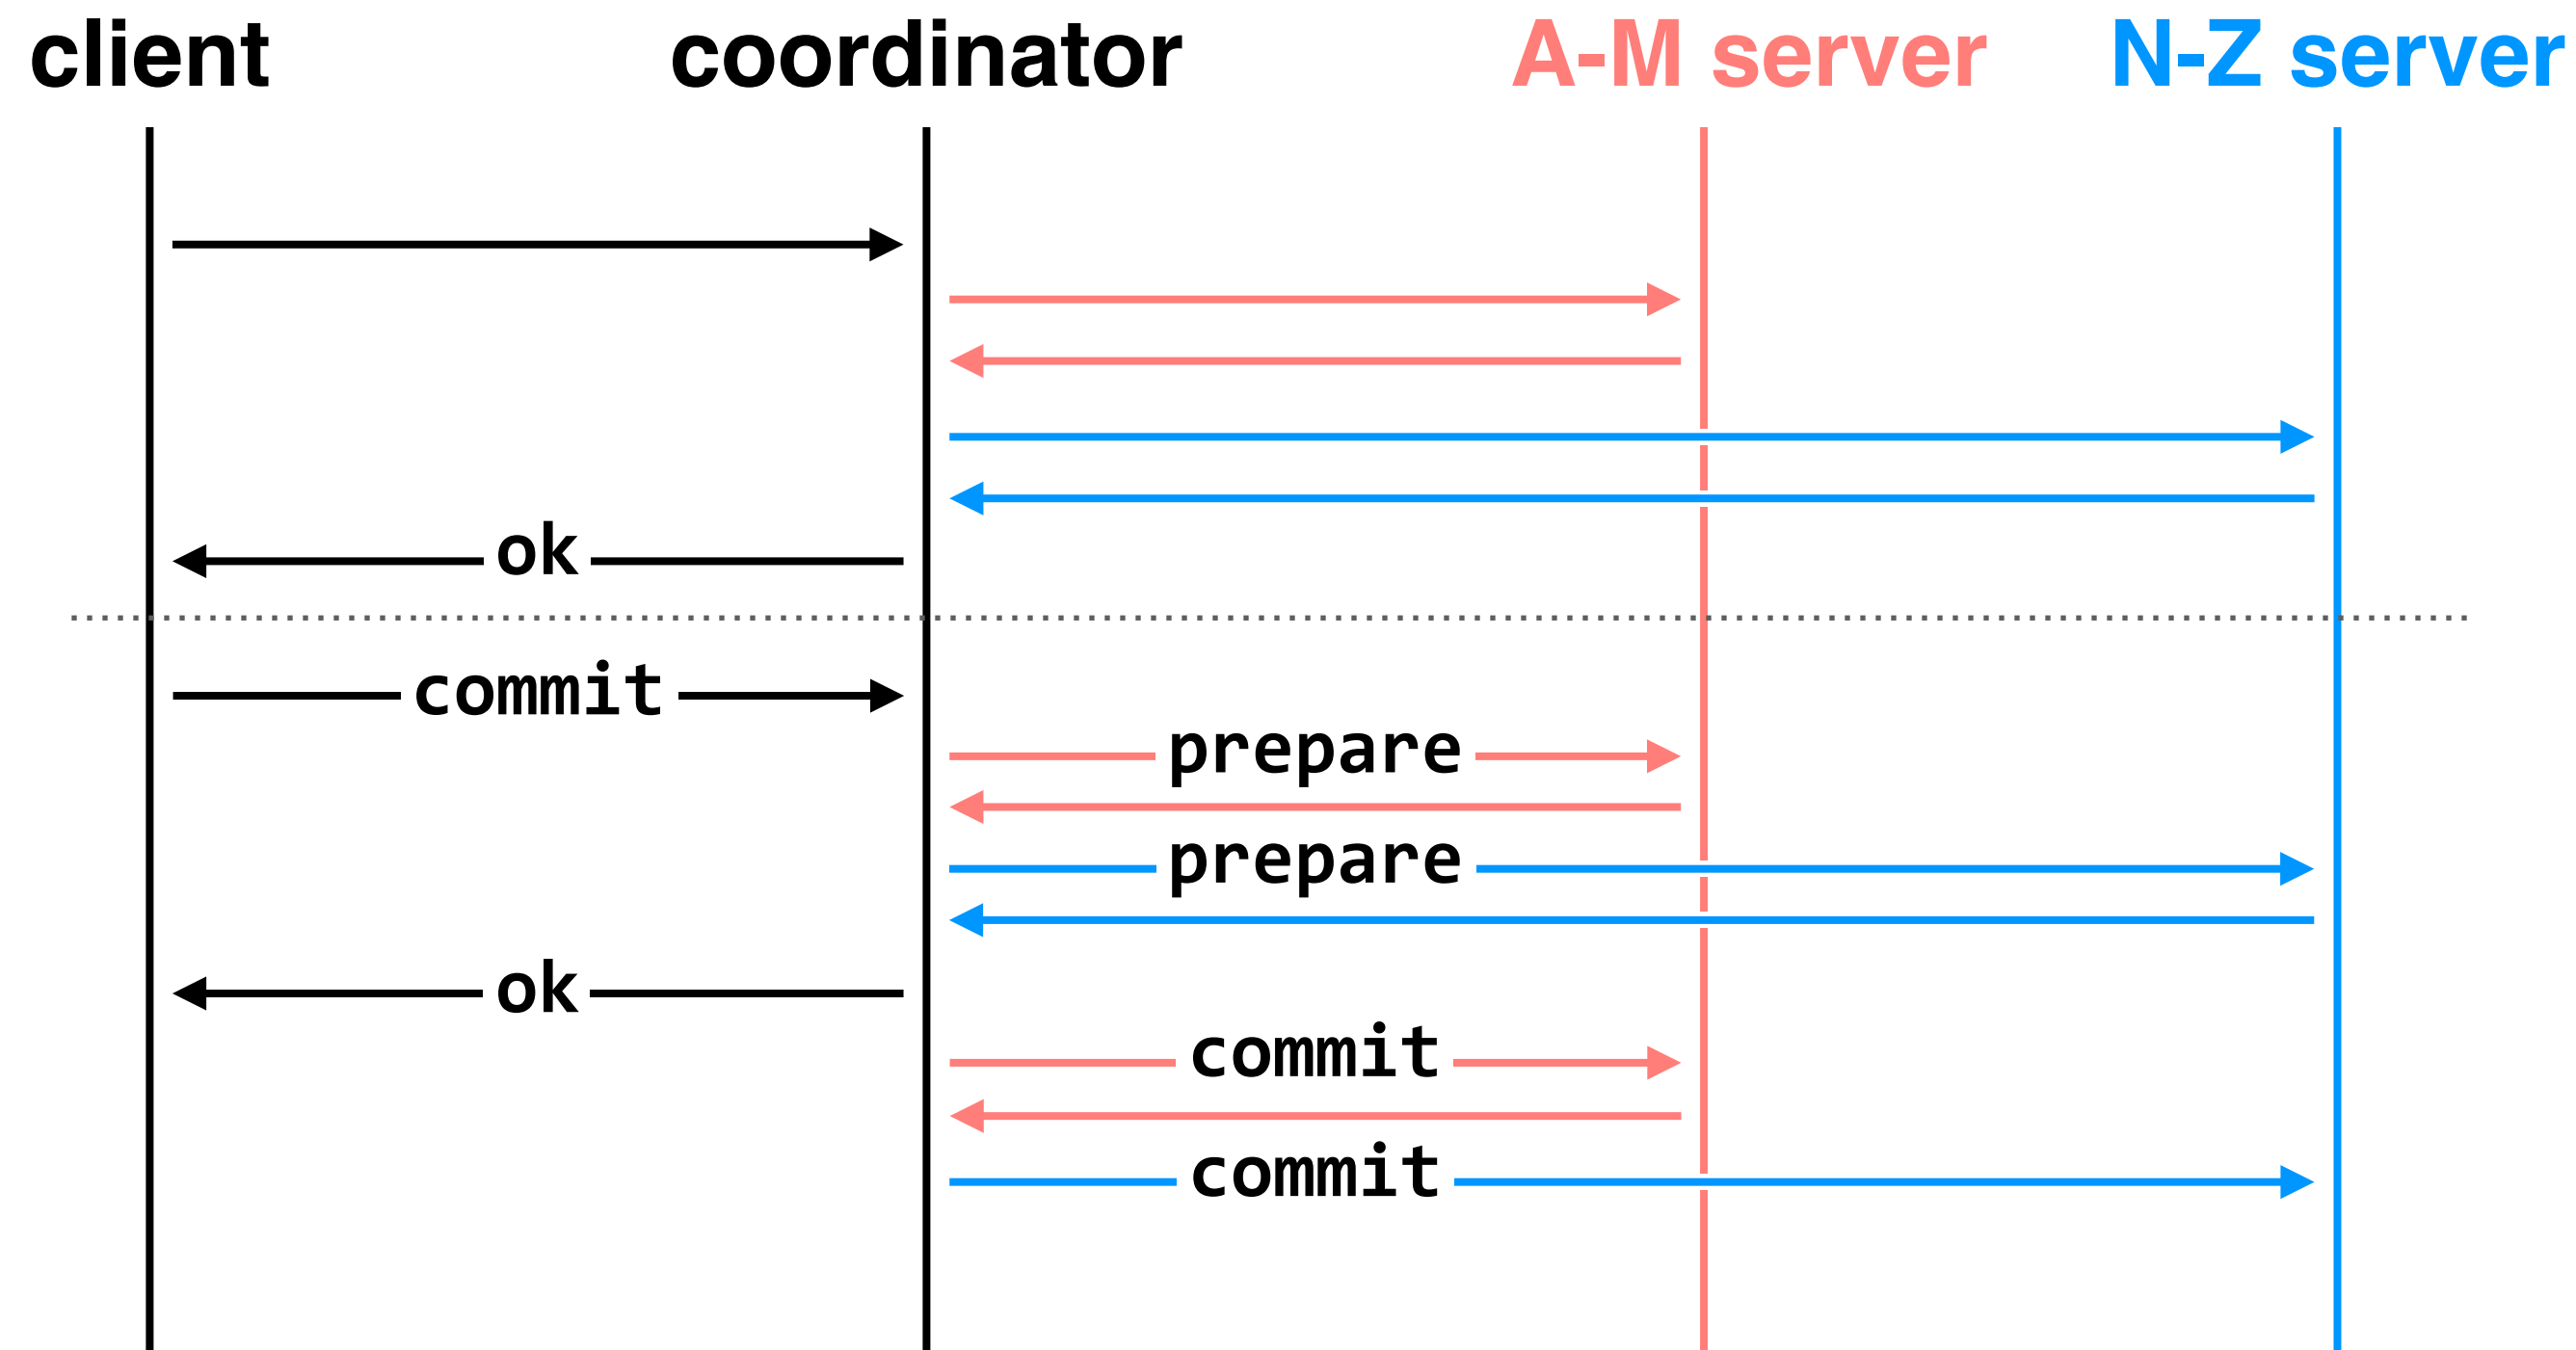 client coordinator A-M server N-Z server
ok
commit
prepare
prepare
ok
commit
commit